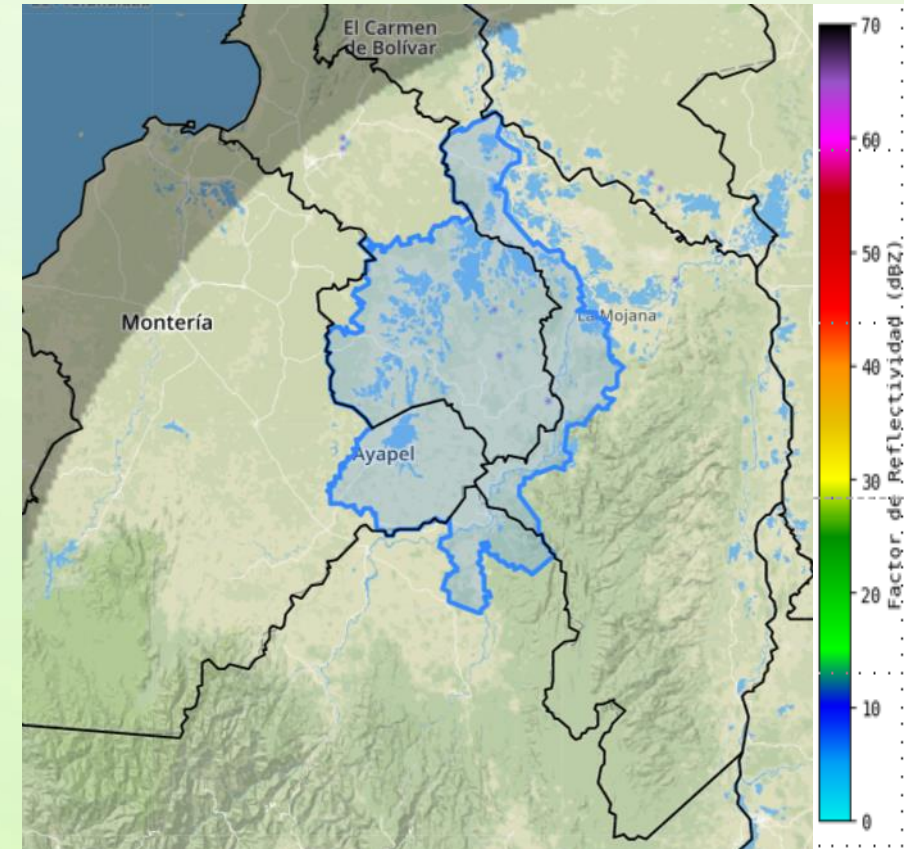 El Carmen
de Bolívar
Montería
La Mojana
Ayapel
70
60
50
40
30
20
10
0
Factor de Reflectividad (dBZ)